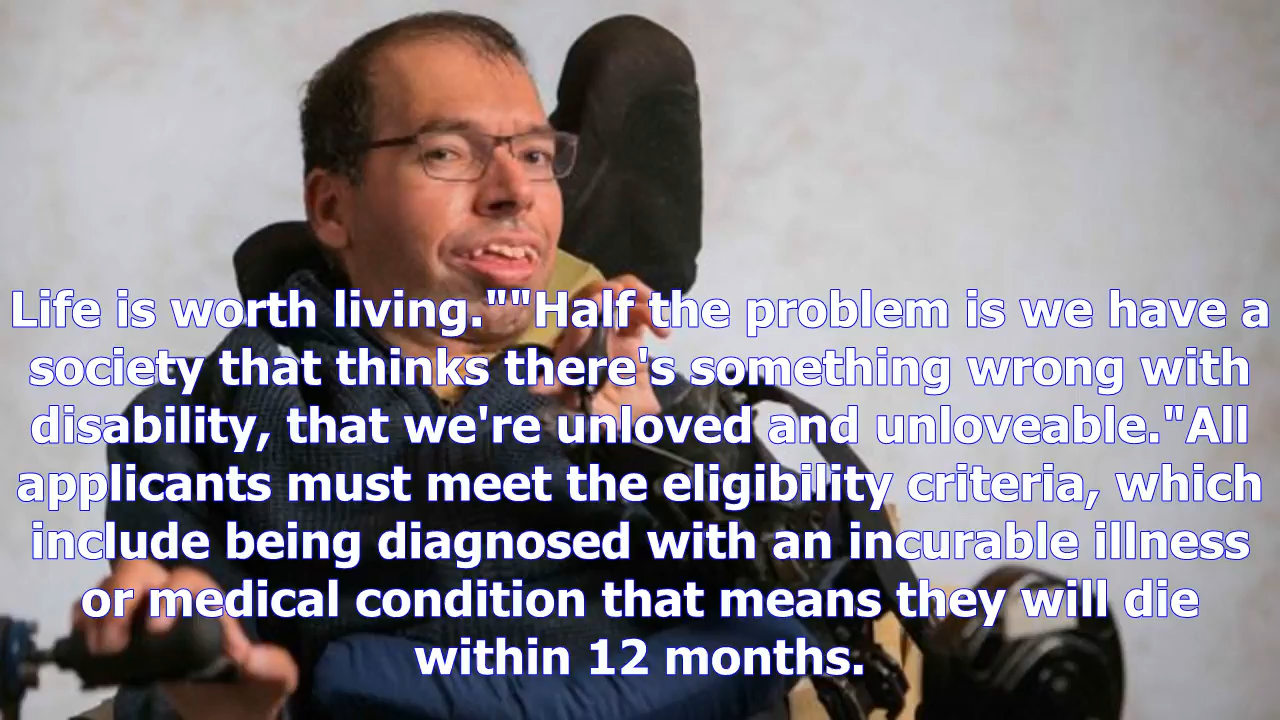 Life is worth living.""Half the problem is we have a
society that thinks there's something wrong with
disability, that we're unloved and unloveable."All
applicants must meet the eligibility criteria, which
include being diagnosed with an incurable illness
or medical condition that means they will die
within 12 months.